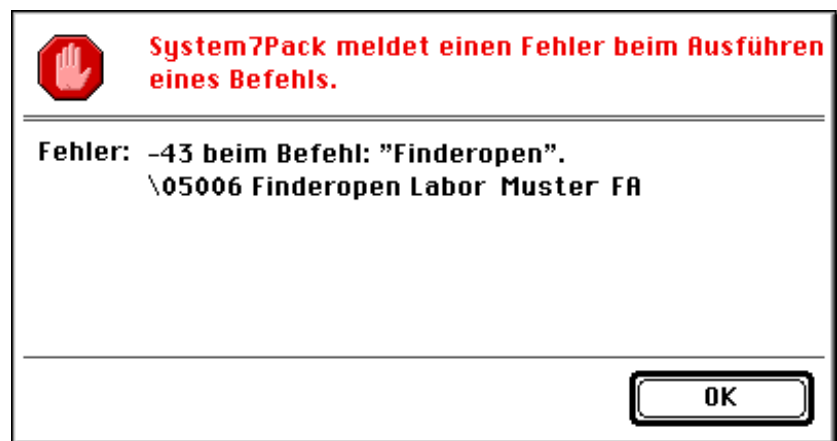 System7Pack meldet einen Fehler beim Ausführen
eines Befehls.
Fehler: -43 beim Befehl: ”Finderopen”.
\05006 Finderopen Labor Muster FA
OK